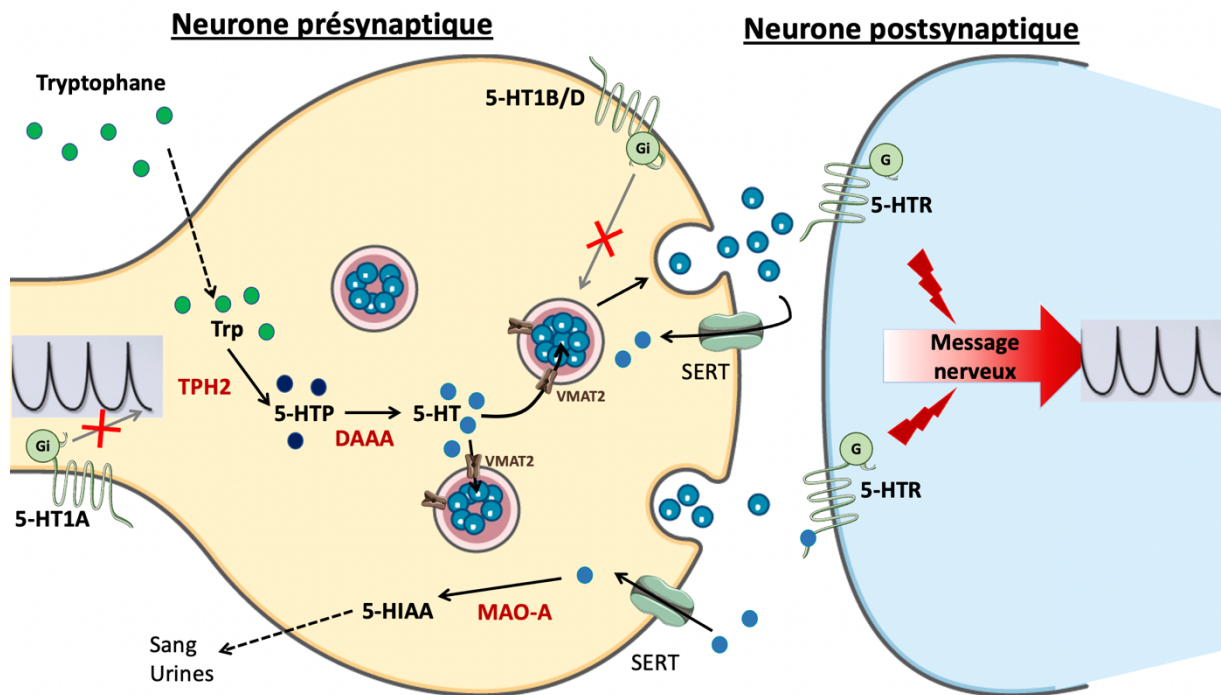 Neurone présynaptique
Neurone postsynaptique
Tryptophane
5-HT1B/D
Gi
G
5-HTR
Trp
TPH2
5-HTP
DAAA
5-HT
VMAT2
VMAT2
SERT
Message
nerveux
Gi
5-HT1A
G
5-HTR
5-HIAA
MAO-A
SERT
Sang
Urines